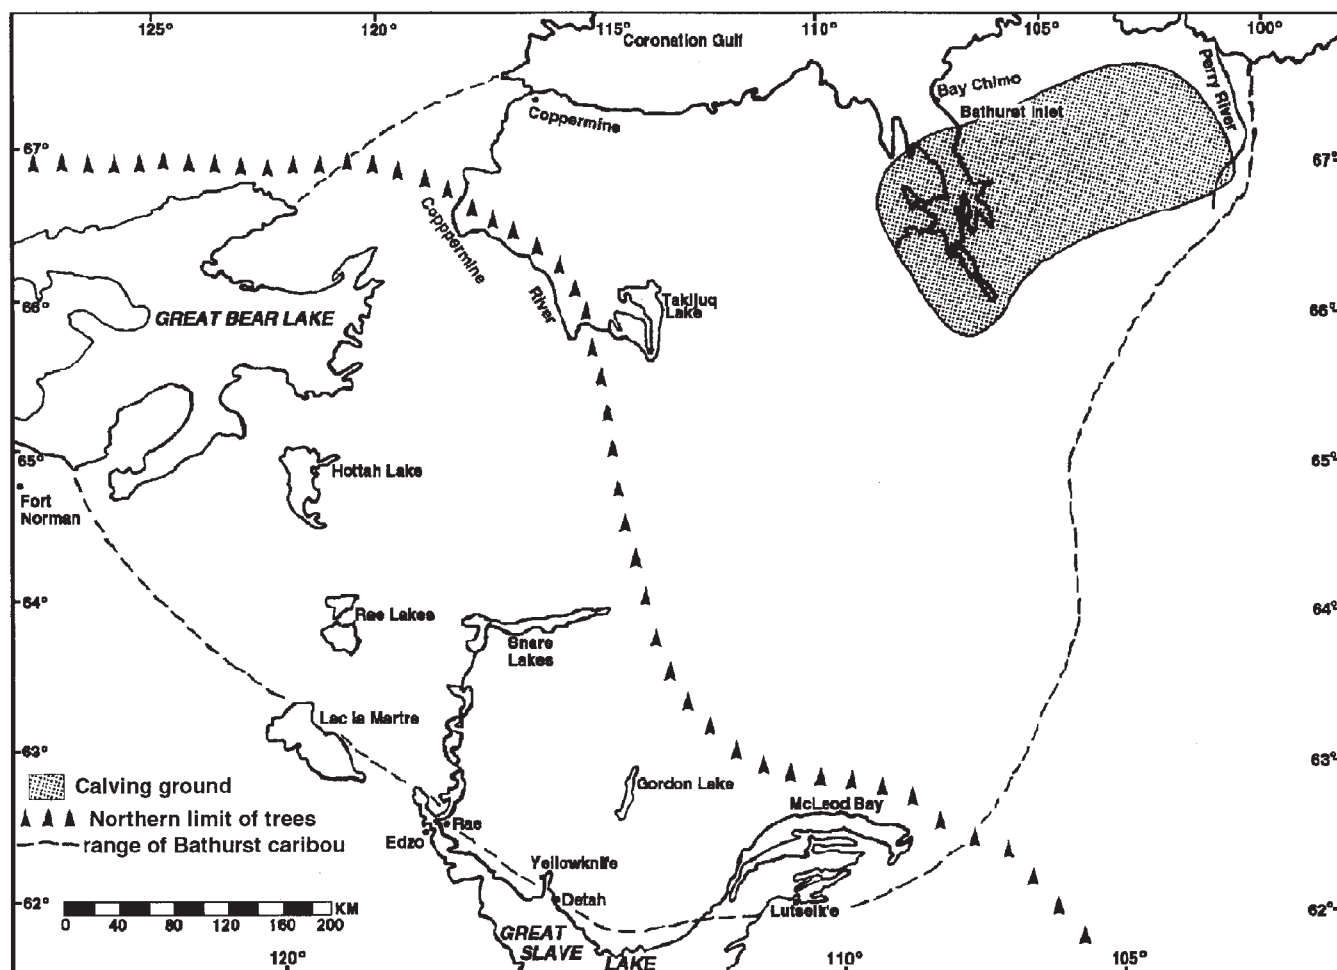 125°
120°
115°
110°
105°
100°
Coronation Gulf
Bay Chimo
Perry River
Coppermine
Bathurst Inlet
67°
67°
Copppermine
River
66°
Takijuq
Lake
66°
GREAT BEAR LAKE
65°
Hottah Lake
65°
Fort
Norman
64°
Rae Lakes
64°
Snare
Lakes
Lac la Martre
63°
63°
Calving ground
Gordon Lake
McLeod Bay
Northern limit of trees
Rae
Edzo
range of Bathurst caribou
Yellowknife
Detah
62°
KM
0 40 80 120 160 200
Lutselk'e
62°
GREAT
SLAVE
LAKE
120°
110°
105°